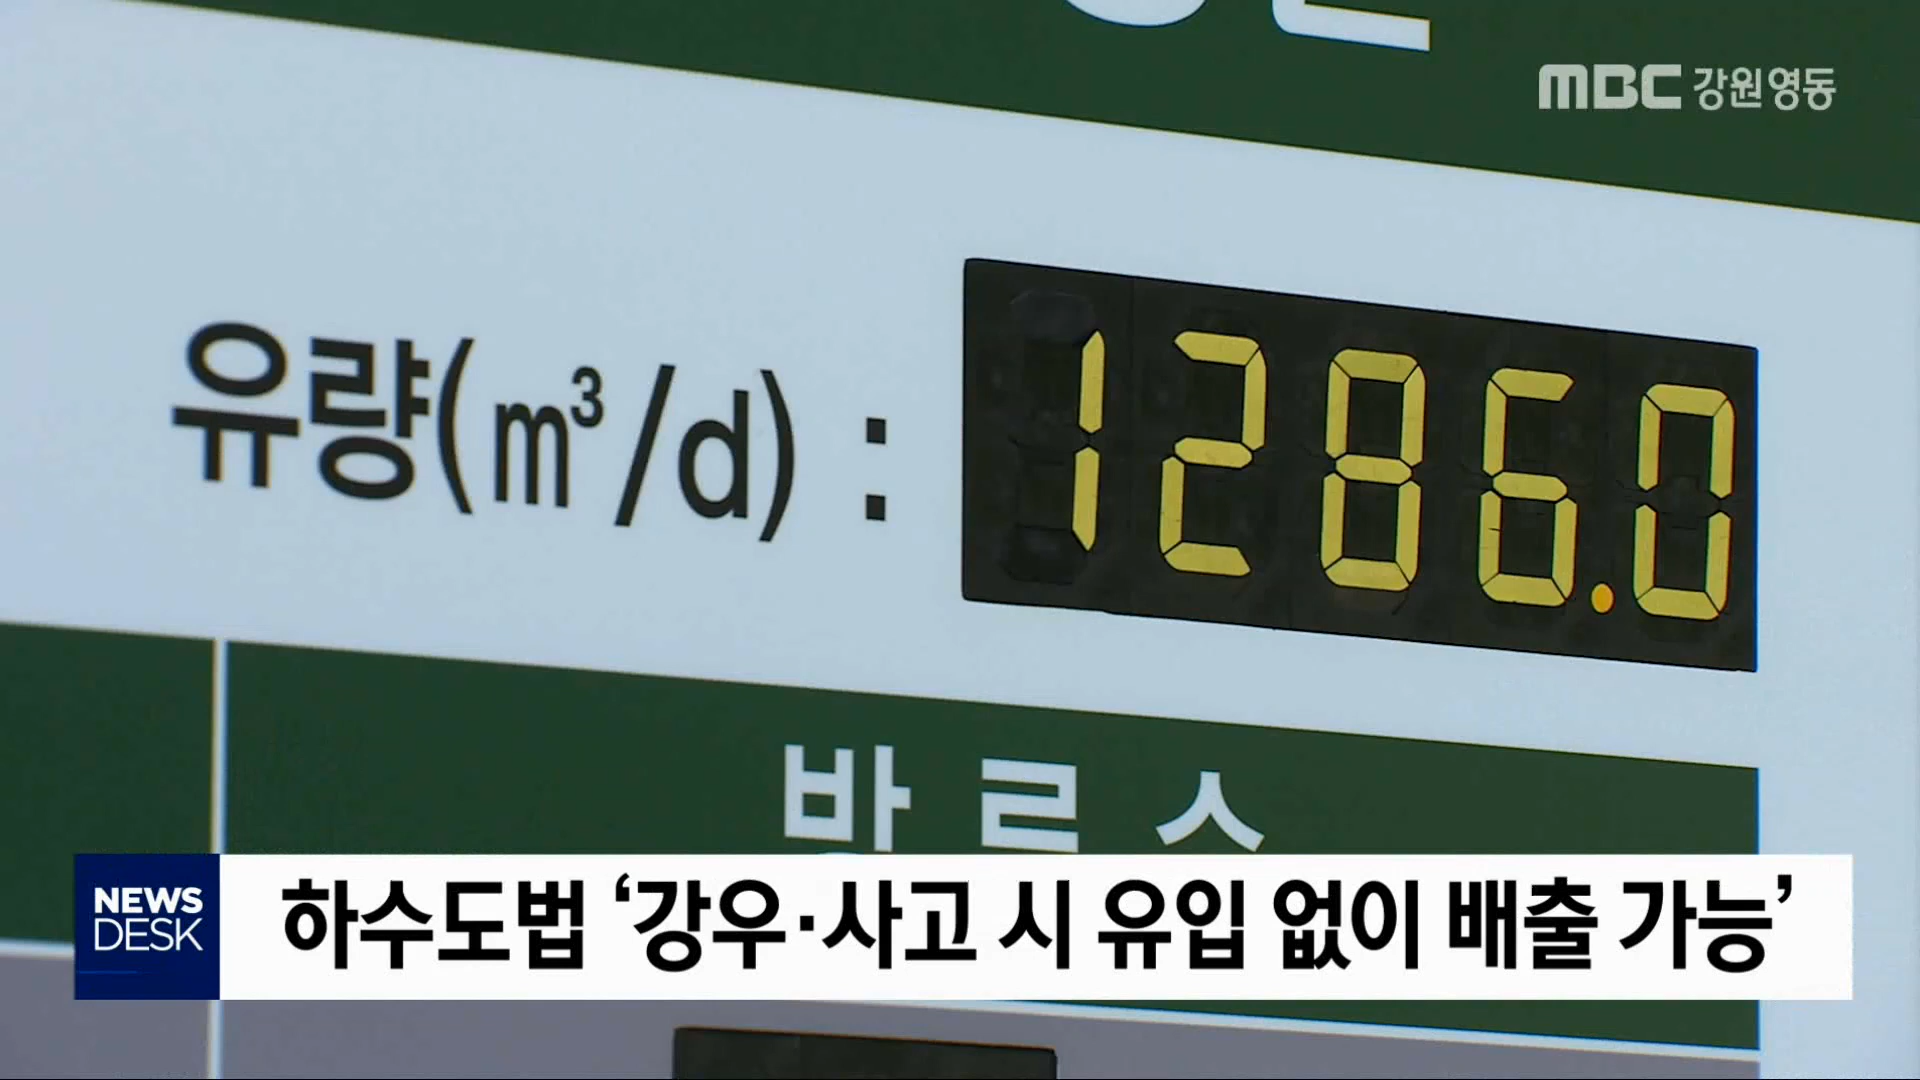 MBC 강원영동
유량(m³/d) : 1286.0
NEWS
DESK
하수도법 ‘강우·사고 시 유입 없이 배출 가능’